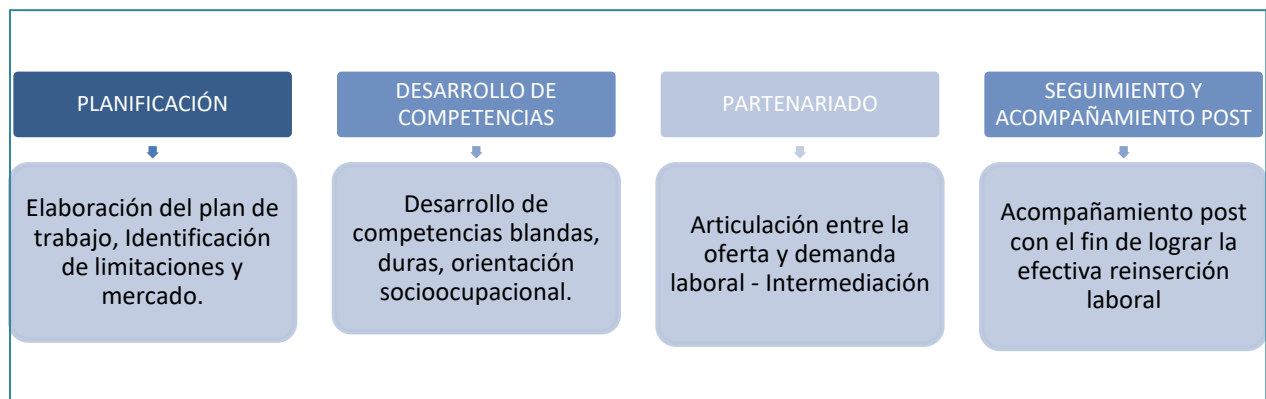 PLANIFICACIÓN
Elaboración del plan de
trabajo, Identificación
de limitaciones y
mercado.
DESARROLLO DE
COMPETENCIAS
Desarrollo de
competencias blandas,
duras, orientación
socioocupacional.
PARTENARIADO
Articulación entre la
oferta y demanda
laboral - Intermediación
SEGUIMIENTO Y
ACOMPAÑAMIENTO POST
Acompañamiento post
con el fin de lograr la
efectiva reinserción
laboral